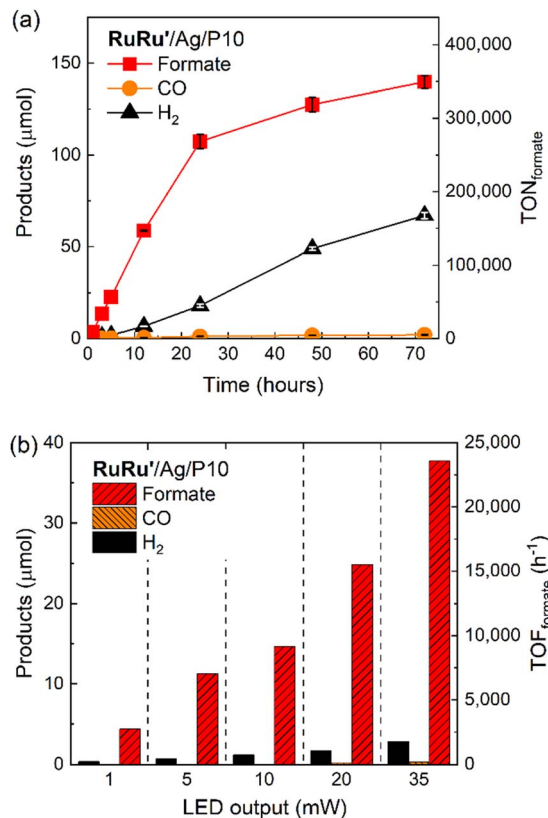 (a)
RuRu'/Ag/P10
Formate
CO
H₂
Products (μmol)
150
100
50
0
TON_formate
400,000
300,000
200,000
100,000
0
0 10 20 30 40 50 60 70
Time (hours)
(b)
RuRu'/Ag/P10
Formate
CO
H₂
Products (μmol)
40
30
20
10
0
TOF_formate (h⁻¹)
25,000
20,000
15,000
10,000
5,000
0
1 5 10 20 35
LED output (mW)